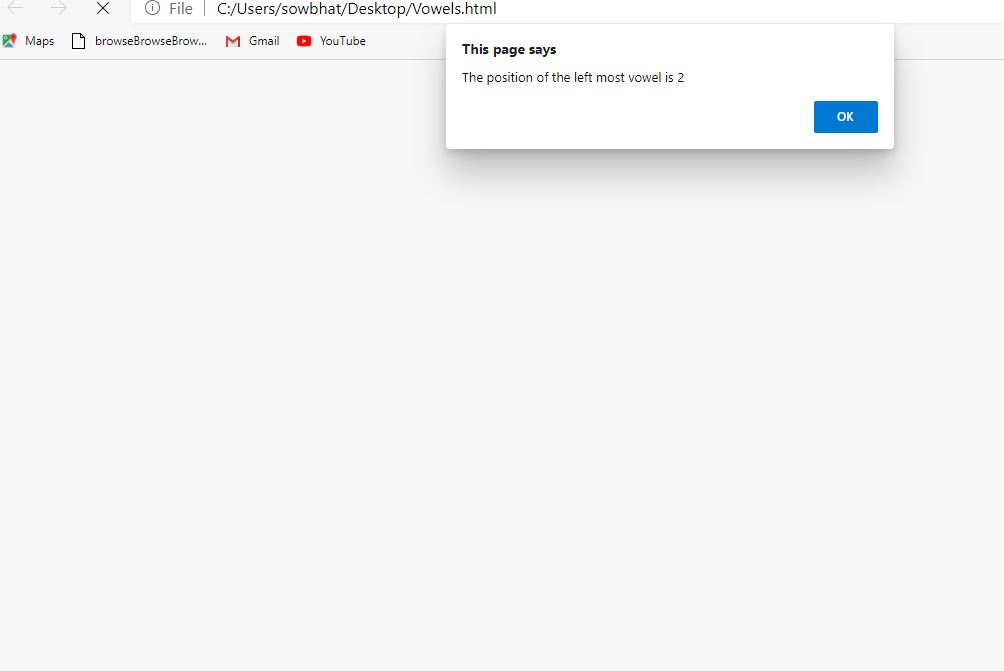 File C:/Users/sowbhat/Desktop/Vowels.html
Maps browseBrowseBrow... Gmail YouTube
This page says
The position of the left most vowel is 2
OK